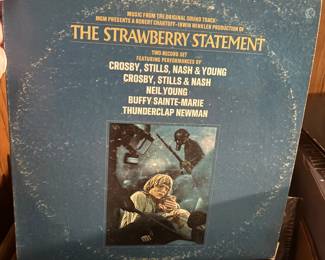 MUSIC FROM THE ORIGINAL SOUND TRACK
MGM PRESENTS A ROBERT CHARTOFF-IRWIN WINKLER PRODUCTION OF
THE STRAWBERRY STATEMENT
TWO RECORD SET
FEATURING PERFORMANCES BY
CROSBY, STILLS, NASH & YOUNG
CROSBY, STILLS & NASH
NEIL YOUNG
BUFFY SAINTE-MARIE
THUNDERCLAP NEWMAN